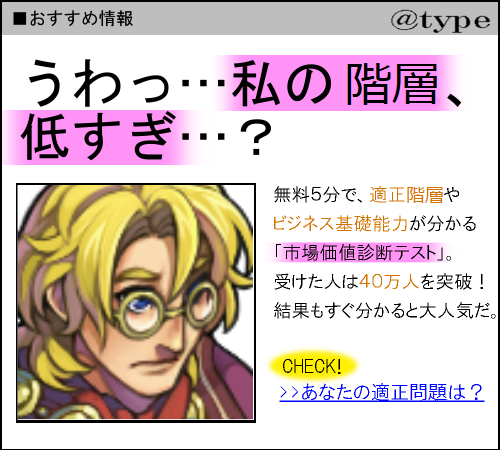 ■おすすめ情報
@type
うわっ…私の階層、
低すぎ…？
無料5分で、適正階層や
ビジネス基礎能力が分かる
「市場価値診断テスト」。
受けた人は40万人を突破！
結果もすぐ分かると大人気だ。
CHECK!
>>あなたの適正問題は？